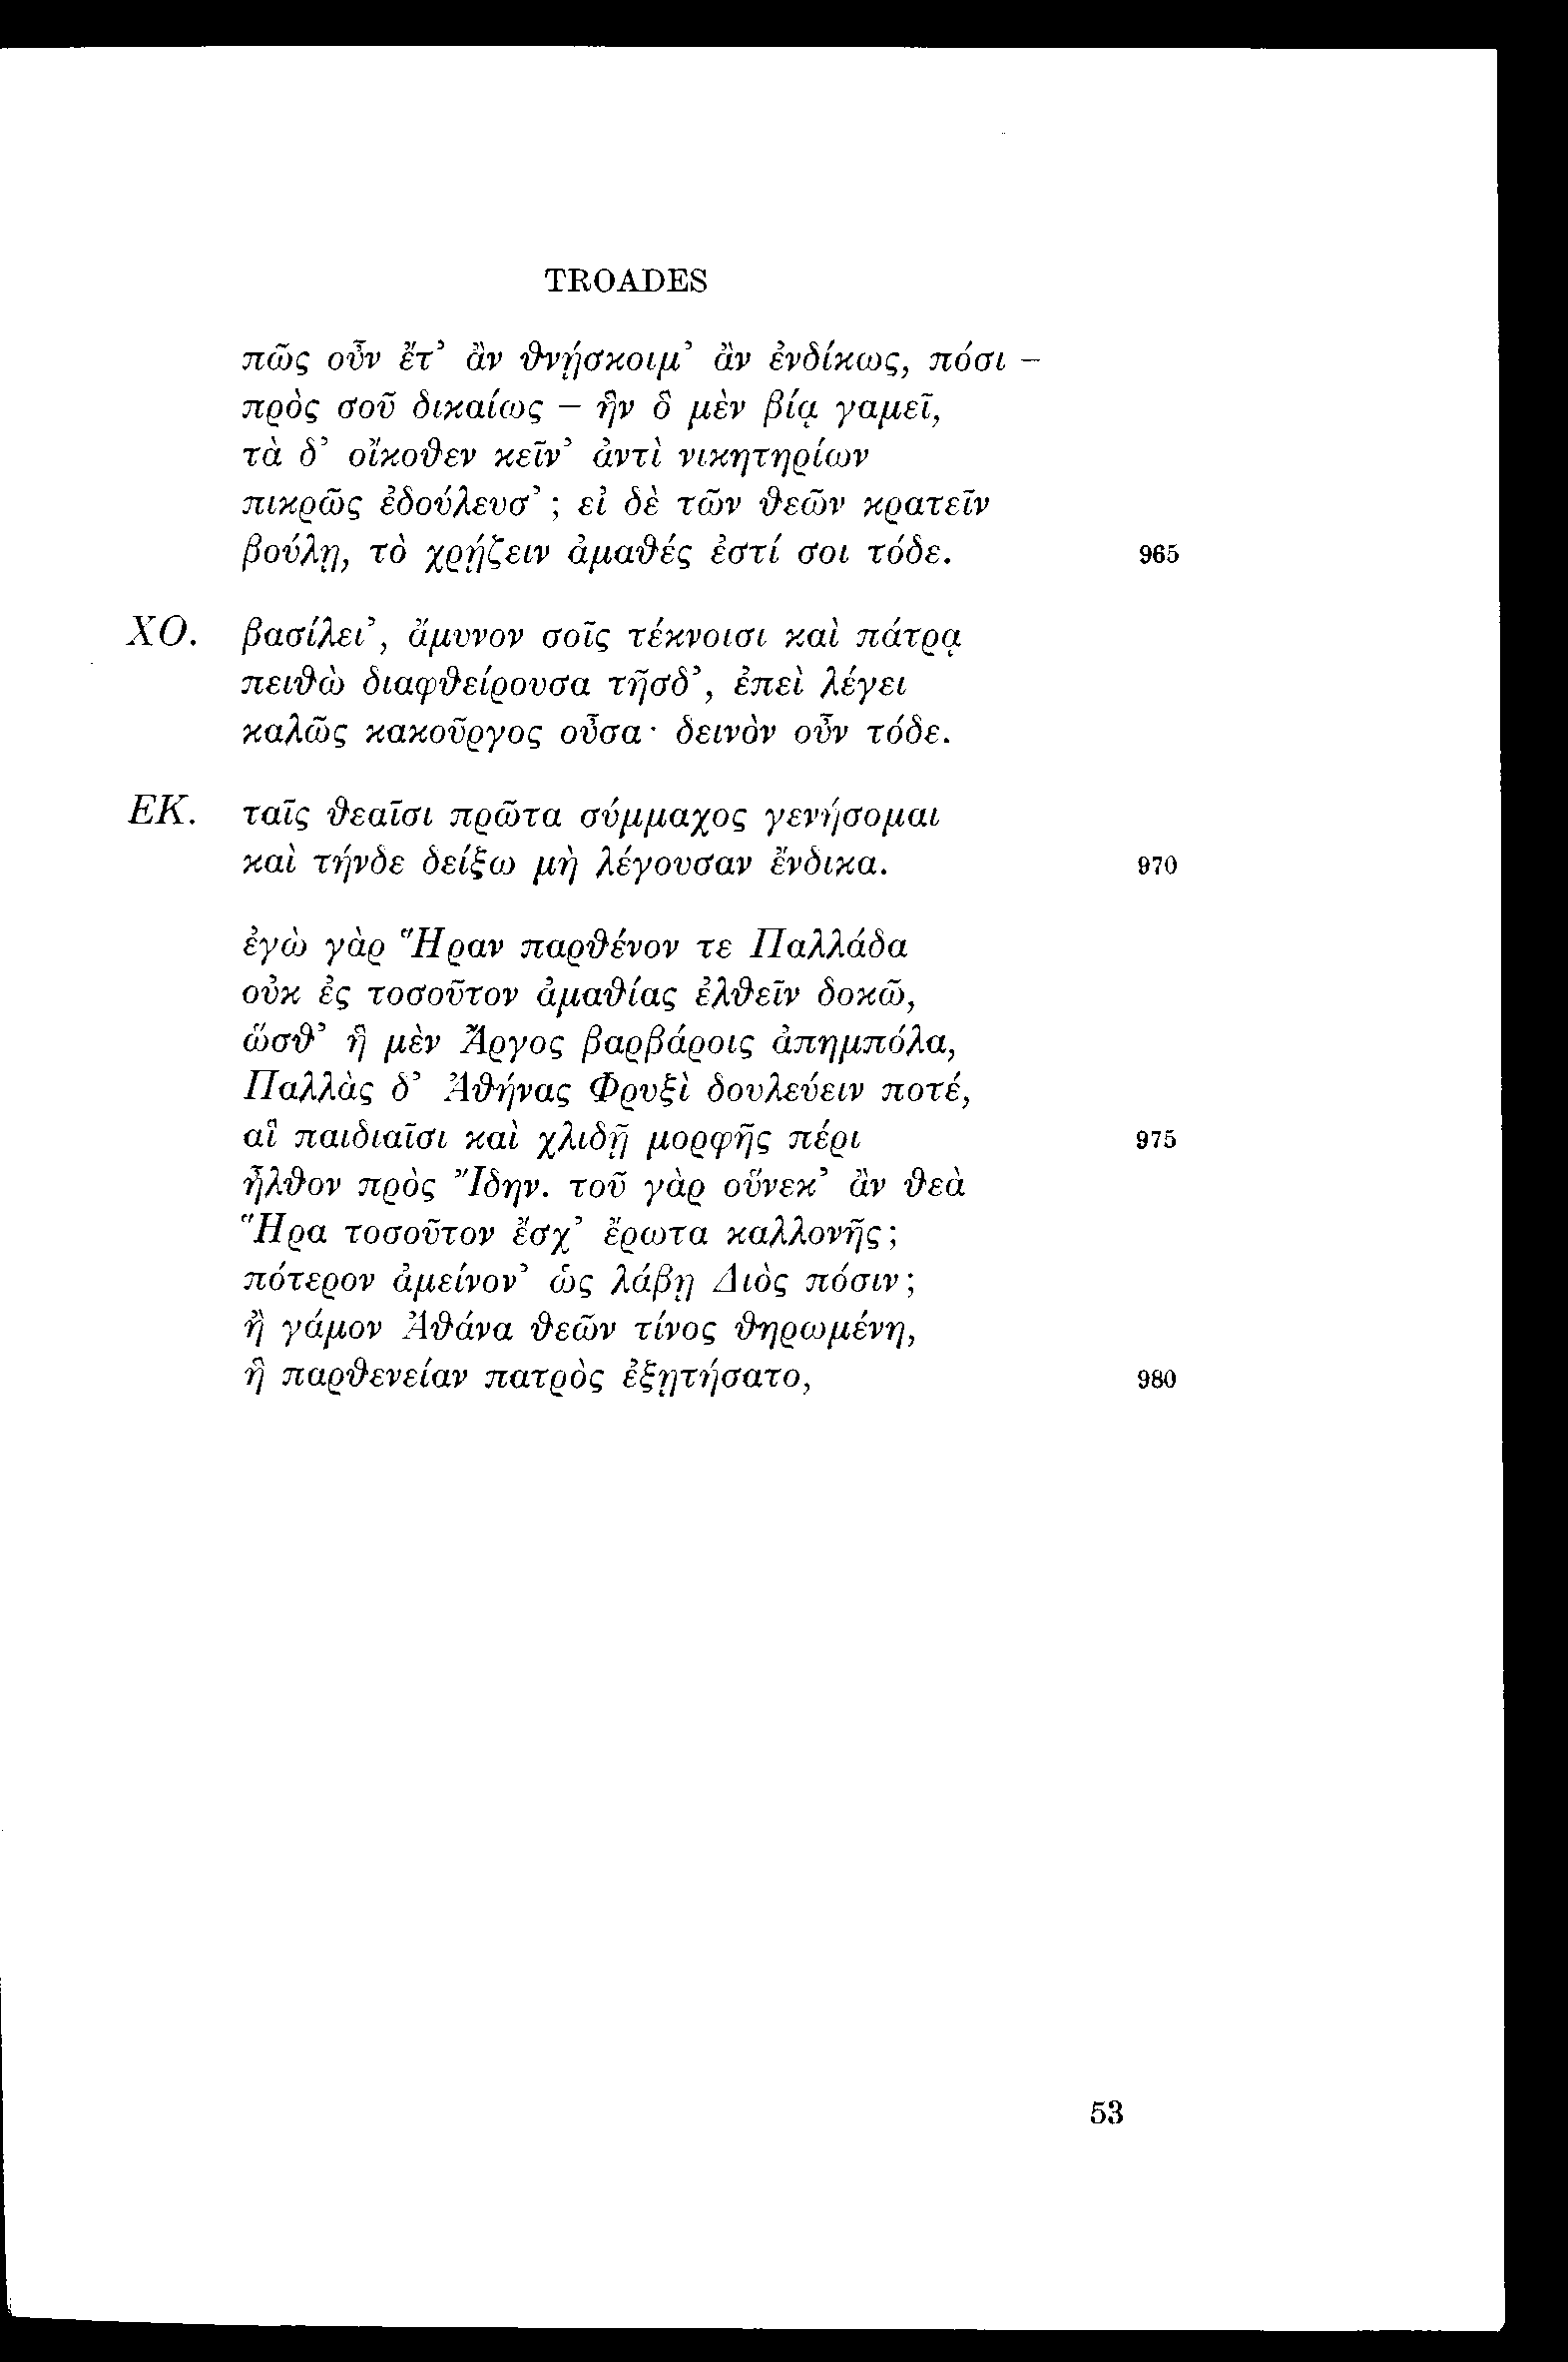 TROADES
πῶς οὖν ἔτ’ ἂν θνῄσκοιμ’ ἂν ἐνδίκως, πόσι –
πρὸς σοῦ δικαίως – ἣν ὃ μὲν βίᾳ γαμεῖ,
τὰ δ’ οἴκοθεν κεῖν’ ἀντὶ νικητηρίων
πικρῶς ἐδούλευσ’; εἰ δὲ τῶν θεῶν κρατεῖν
βούλῃ, τὸ χρῄζειν ἀμαθές ἐστί σοι τόδε. 965
ΧΟ. βασίλει’, ἄμυνον σοῖς τέκνοισι καὶ πάτρᾳ
πειθὼ διαφθείρουσα τῆσδ’, ἐπεὶ λέγει
καλῶς κακοῦργος οὖσα· δεινὸν οὖν τόδε.
ΕΚ. ταῖς θεαῖσι πρῶτα σύμμαχος γενήσομαι
καὶ τήνδε δείξω μὴ λέγουσαν ἔνδικα. 970
ἐγὼ γὰρ Ἥραν παρθένον τε Παλλάδα
οὐκ ἐς τοσοῦτον ἀμαθίας ἐλθεῖν δοκῶ,
ὥσθ’ ἣ μὲν Ἄργος βαρβάροις ἀπημπόλα,
Παλλὰς δ’ Ἀθήνας Φρυξὶ δουλεύειν ποτέ,
αἳ παιδιαῖσι καὶ χλιδῇ μορφῆς πέρι 975
ἦλθον πρὸς Ἴδην. τοῦ γὰρ οὕνεκ’ ἂν θεὰ
Ἥρα τοσοῦτον ἔσχ’ ἔρωτα καλλονῆς;
πότερον ἀμείνον’ ὡς λάβῃ Διὸς πόσιν;
ἢ γάμον Ἀθάνα θεῶν τίνος θηρωμένη,
ἣ παρθενείαν πατρὸς ἐξῃτήσατο, 980
53